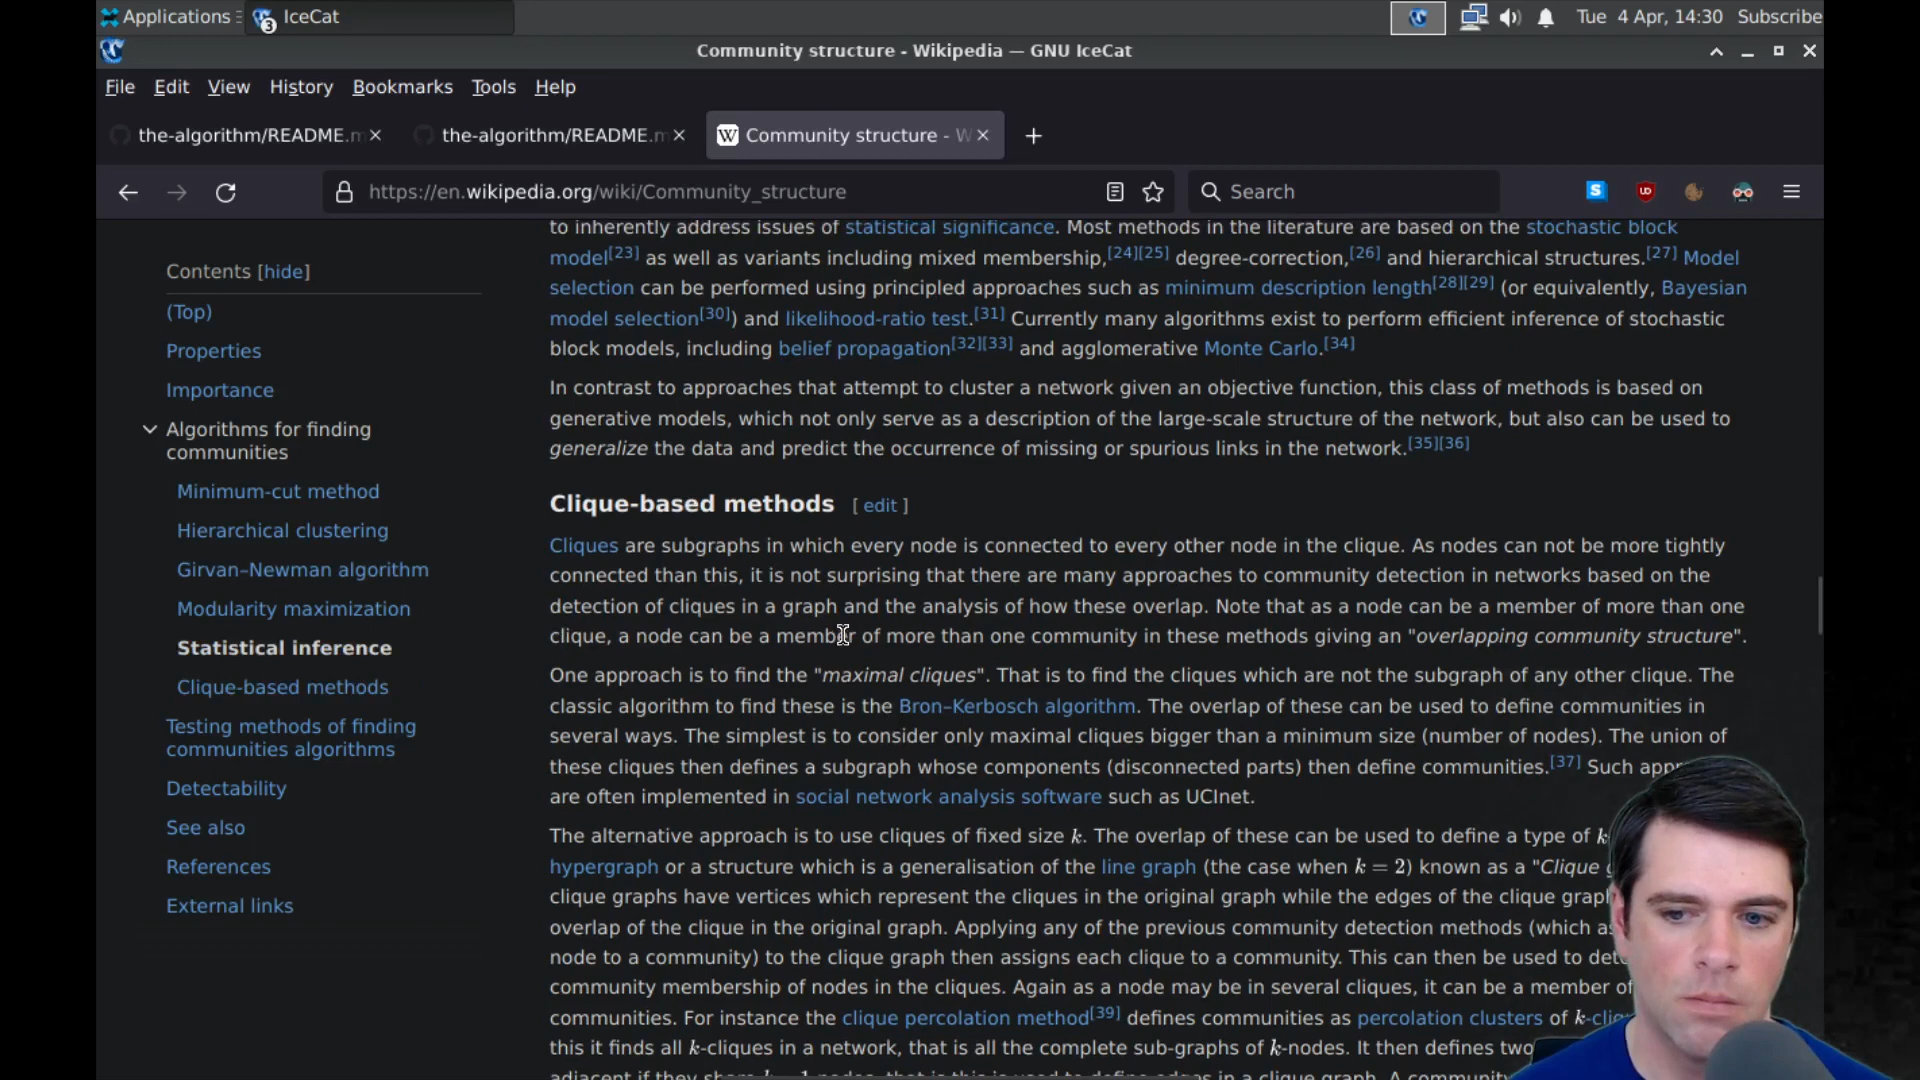 Applications
3 IceCat
Tue 4 Apr, 14:30 Subscribe
Community structure - Wikipedia — GNU IceCat
File Edit View History Bookmarks Tools Help
the-algorithm/README.m
the-algorithm/README.m
W Community structure - W
https://en.wikipedia.org/wiki/Community_structure
Search
S
Contents [hide]
(Top)
Properties
Importance
Algorithms for finding
communities
Minimum-cut method
Hierarchical clustering
Girvan–Newman algorithm
Modularity maximization
Statistical inference
Clique-based methods
Testing methods of finding
communities algorithms
Detectability
See also
References
External links
to inherently address issues of statistical significance. Most methods in the literature are based on the stochastic block
model[23] as well as variants including mixed membership,[24][25] degree-correction,[26] and hierarchical structures.[27] Model
selection can be performed using principled approaches such as minimum description length[28][29] (or equivalently, Bayesian
model selection[30]) and likelihood-ratio test.[31] Currently many algorithms exist to perform efficient inference of stochastic
block models, including belief propagation[32][33] and agglomerative Monte Carlo.[34]
In contrast to approaches that attempt to cluster a network given an objective function, this class of methods is based on
generative models, which not only serve as a description of the large-scale structure of the network, but also can be used to
generalize the data and predict the occurrence of missing or spurious links in the network.[35][36]
Clique-based methods [ edit ]
Cliques are subgraphs in which every node is connected to every other node in the clique. As nodes can not be more tightly
connected than this, it is not surprising that there are many approaches to community detection in networks based on the
detection of cliques in a graph and the analysis of how these overlap. Note that as a node can be a member of more than one
clique, a node can be a member of more than one community in these methods giving an "overlapping community structure".
One approach is to find the "maximal cliques". That is to find the cliques which are not the subgraph of any other clique. The
classic algorithm to find these is the Bron–Kerbosch algorithm. The overlap of these can be used to define communities in
several ways. The simplest is to consider only maximal cliques bigger than a minimum size (number of nodes). The union of
these cliques then defines a subgraph whose components (disconnected parts) then define communities.[37] Such
are often implemented in social network analysis software such as UCInet.
The alternative approach is to use cliques of fixed size k. The overlap of these can be used to define a type of k
hypergraph or a structure which is a generalisation of the line graph (the case when k = 2) known as a "Clique
clique graphs have vertices which represent the cliques in the original graph while the edges of the clique
overlap of the clique in the original graph. Applying any of the previous community detection methods (which
node to a community) to the clique graph then assigns each clique to a community. This can then be used to
community membership of nodes in the cliques. Again as a node may be in several cliques, it can be a member of
communities. For instance the clique percolation method[39] defines communities as percolation clusters of
this it finds all k-cliques in a network, that is all the complete sub-graphs of k-nodes. It then defines